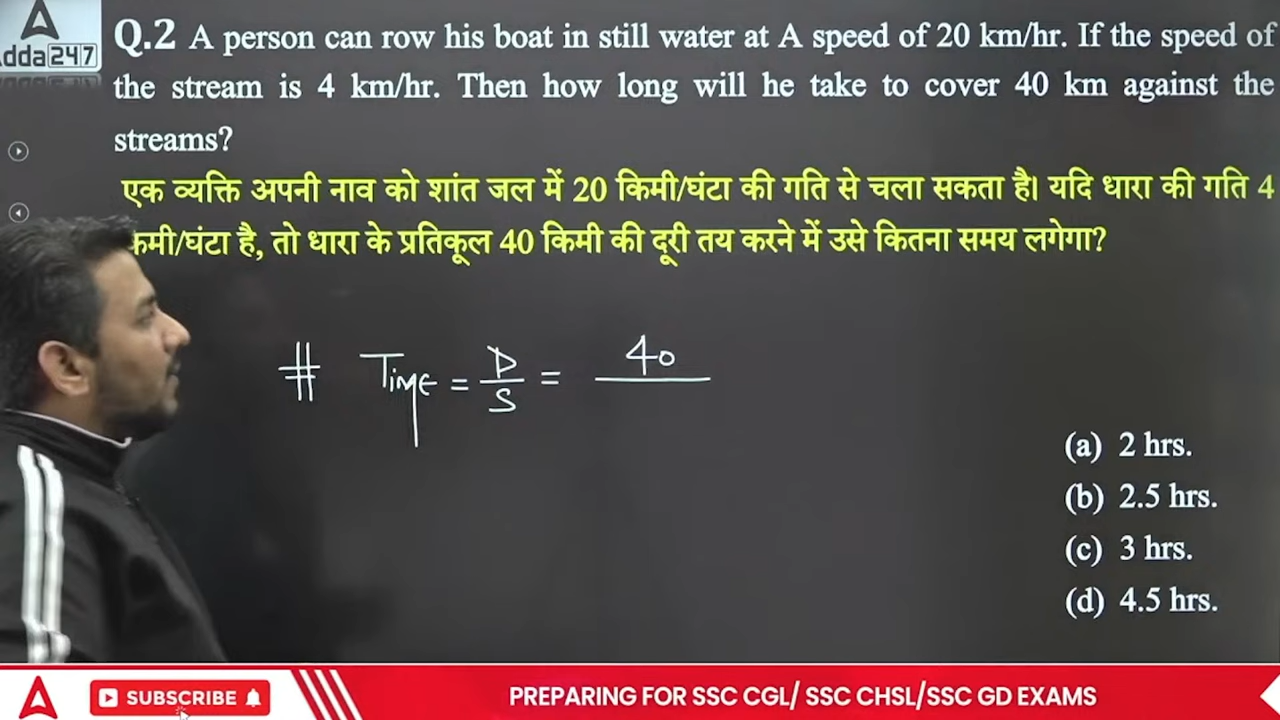 Adda247
Q.2 A person can row his boat in still water at A speed of 20 km/hr. If the speed of
the stream is 4 km/hr. Then how long will he take to cover 40 km against the
streams?
एक व्यक्ति अपनी नाव को शांत जल में 20 किमी/घंटा की गति से चला सकता है। यदि धारा की गति 4
किमी/घंटा है, तो धारा के प्रतिकूल 40 किमी की दूरी तय करने में उसे कितना समय लगेगा?
# Time = D/S = 40
(a) 2 hrs.
(b) 2.5 hrs.
(c) 3 hrs.
(d) 4.5 hrs.
SUBSCRIBE
PREPARING FOR SSC CGL/ SSC CHSL/SSC GD EXAMS